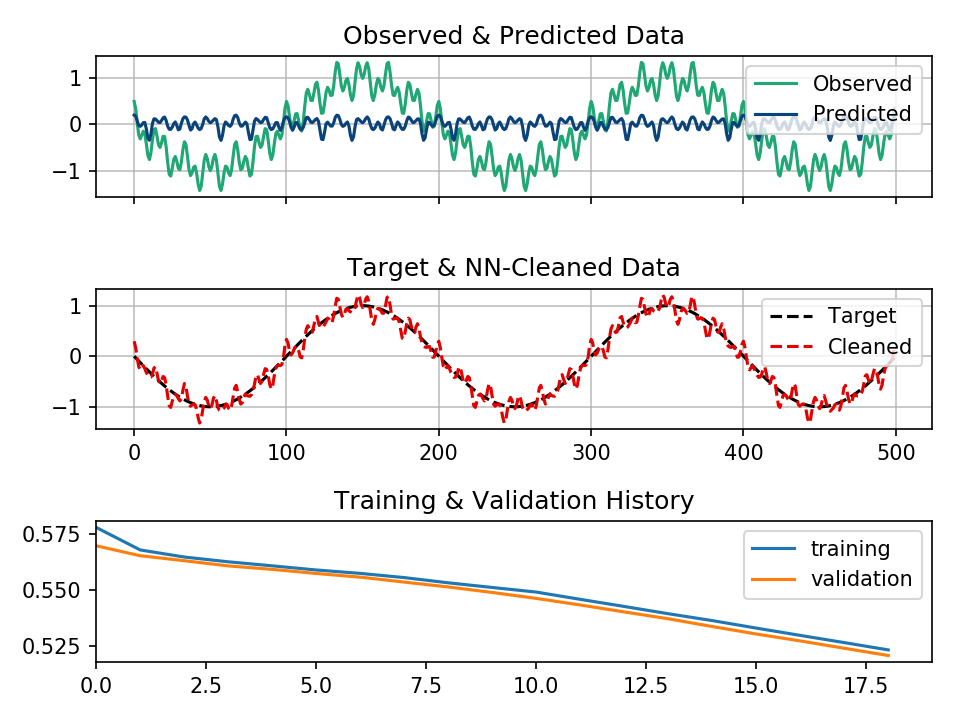 Observed & Predicted Data
1
0
−1
Observed
Predicted
Target & NN-Cleaned Data
1
0
−1
Target
Cleaned
0 100 200 300 400 500
Training & Validation History
0.575
0.550
0.525
training
validation
0.0 2.5 5.0 7.5 10.0 12.5 15.0 17.5